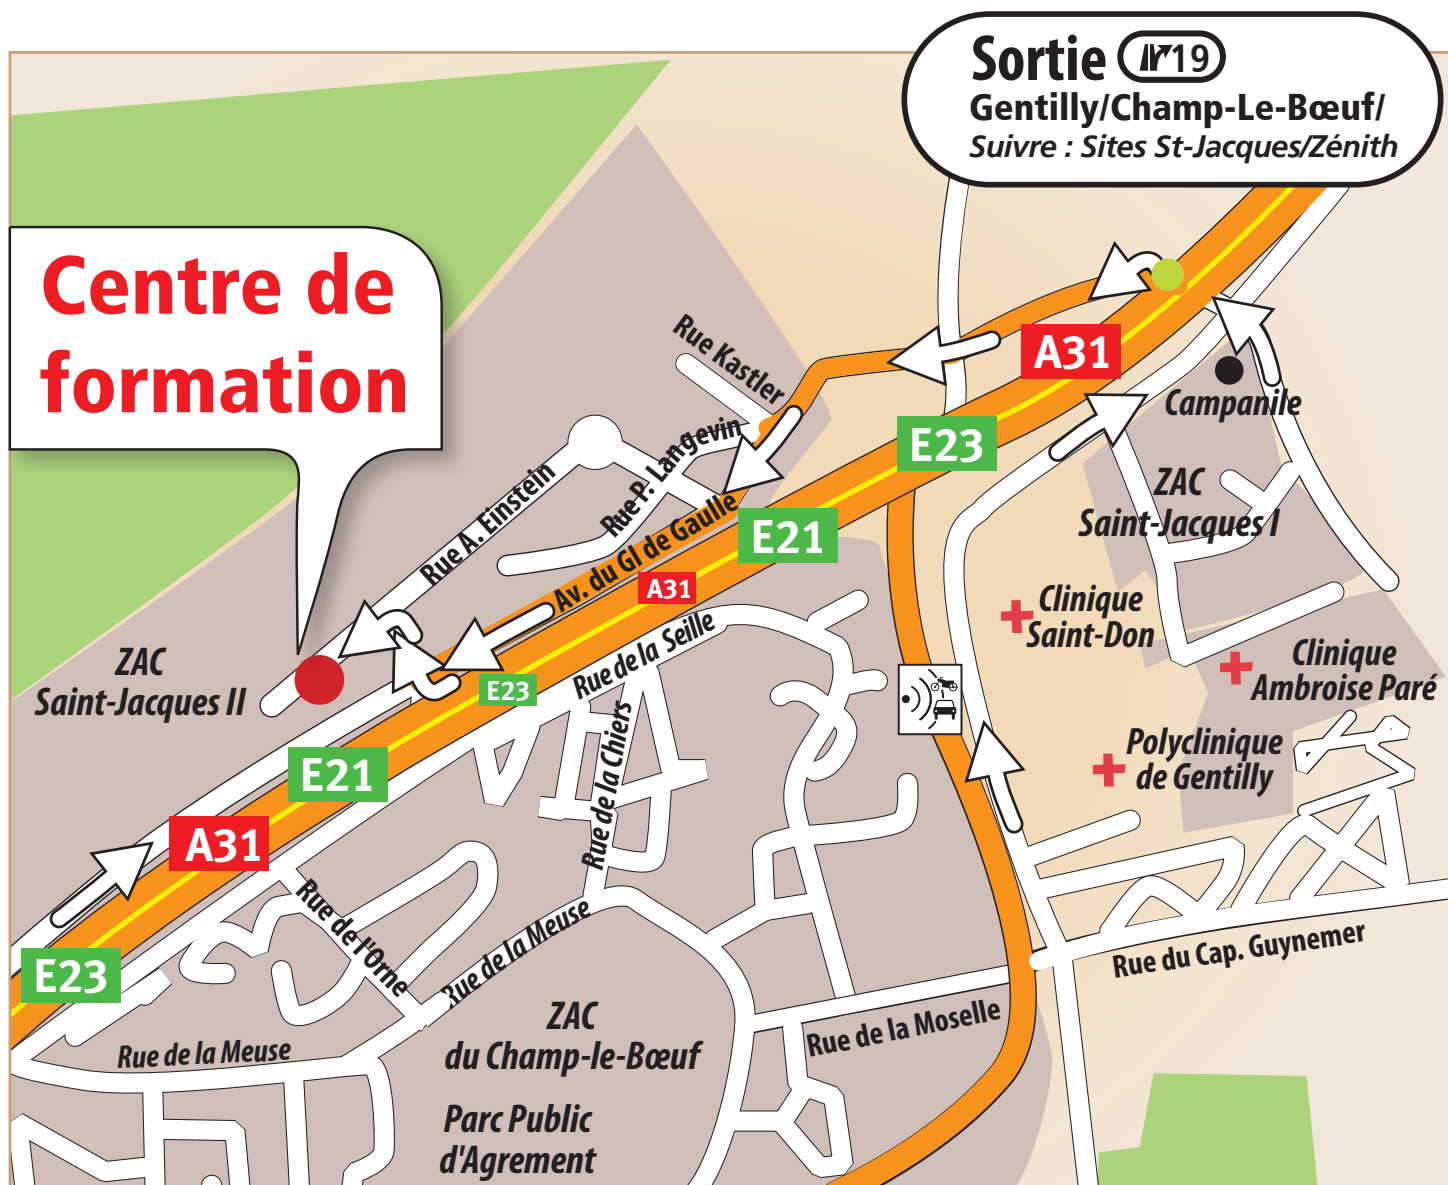 Sortie 19
Gentilly/Champ-Le-Bœuf/
Suivre : Sites St-Jacques/Zénith
Centre de
formation
Rue Kastler
A31
Campanile
E23
Rue P. Langevin
Rue A. Einstein
ZAC
Saint-Jacques I
Av. du Gl de Gaulle
E21
A31
Clinique
Saint-Don
Rue de la Seille
Clinique
Ambroise Paré
ZAC
Saint-Jacques II
E23
Rue de la Chiers
Polyclinique
de Gentilly
E21
A31
Rue de l'Orne
Rue de la Meuse
Rue du Cap. Guynemer
E23
ZAC
du Champ-le-Bœuf
Rue de la Moselle
Rue de la Meuse
Parc Public
d'Agrement